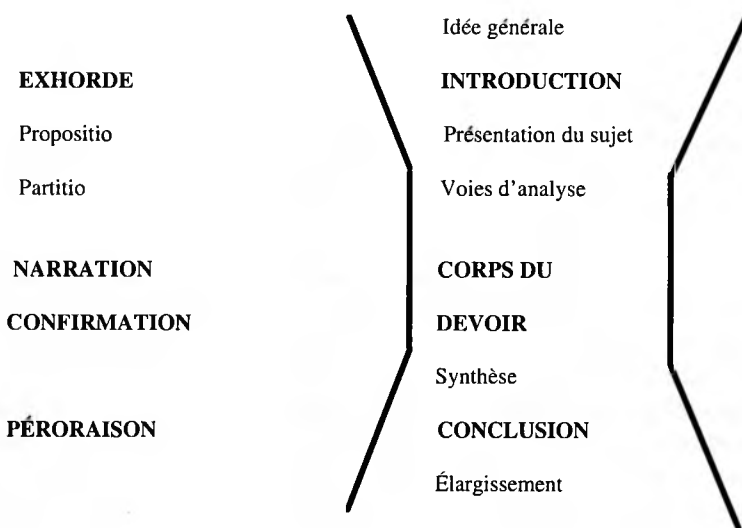 EXHORDE
Propositio
Partitio
NARRATION
CONFIRMATION
PÉRORAISON
Idée générale
INTRODUCTION
Présentation du sujet
Voies d'analyse
CORPS DU
DEVOIR
Synthèse
CONCLUSION
Élargissement